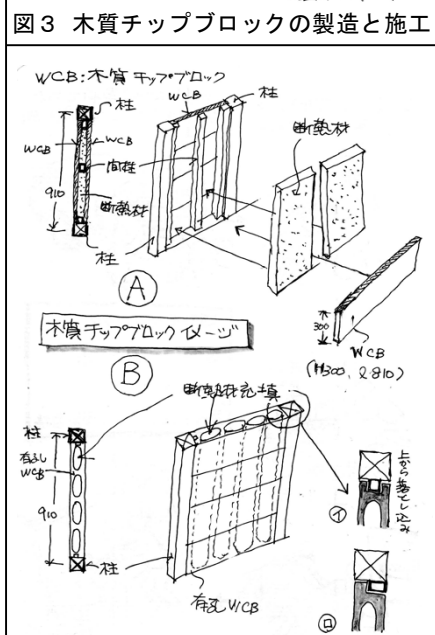 図3 木質チップブロックの製造と施工
WCB:木質チップブロック
柱
WCB
WCB
間柱
910
断熱材
柱
WCB
柱
断熱材
300
WCB
(H300, ℓ810)
A
木質チップブロックイメージ
B
断熱材充填
柱
有孔
WCB
910
柱
有孔WCB
上から落とし込み
イ
ロ